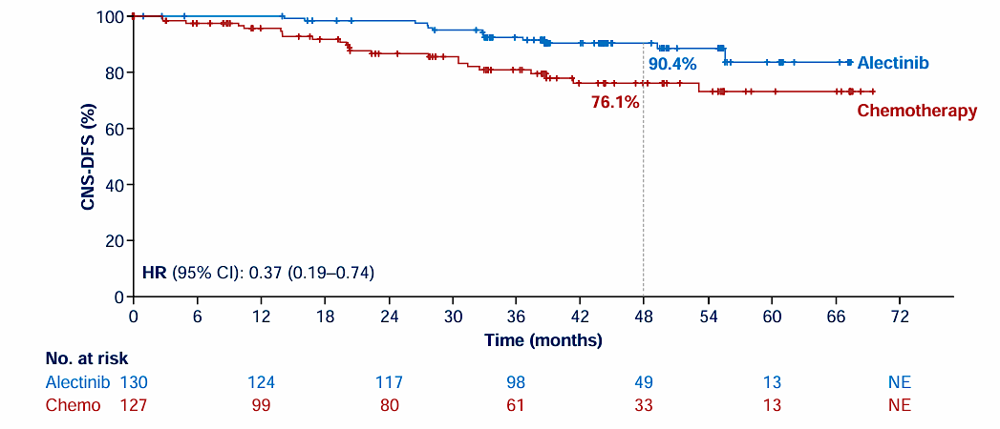 100
80
60
40
20
0
CNS-DFS (%)
Alectinib
90.4%
76.1%
Chemotherapy
HR (95% CI): 0.37 (0.19–0.74)
0 6 12 18 24 30 36 42 48 54 60 66 72
Time (months)
No. at risk
Alectinib 130 124 117 98 49 13 NE
Chemo 127 99 80 61 33 13 NE